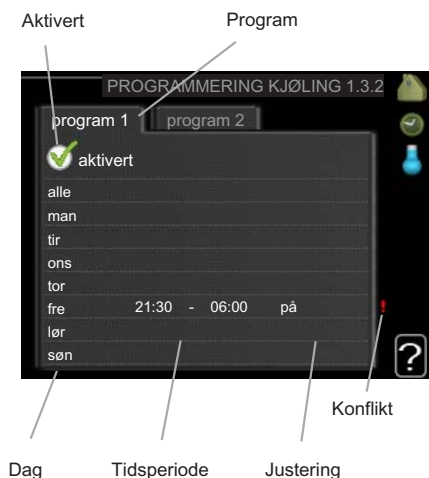 Aktivert Program
PROGRAMMERING KJØLING 1.3.2
program 1 program 2
aktivert
alle
man
tir
ons
tor
fre 21:30 - 06:00 på !
lør
søn
?
Konflikt
Dag Tidsperiode Justering